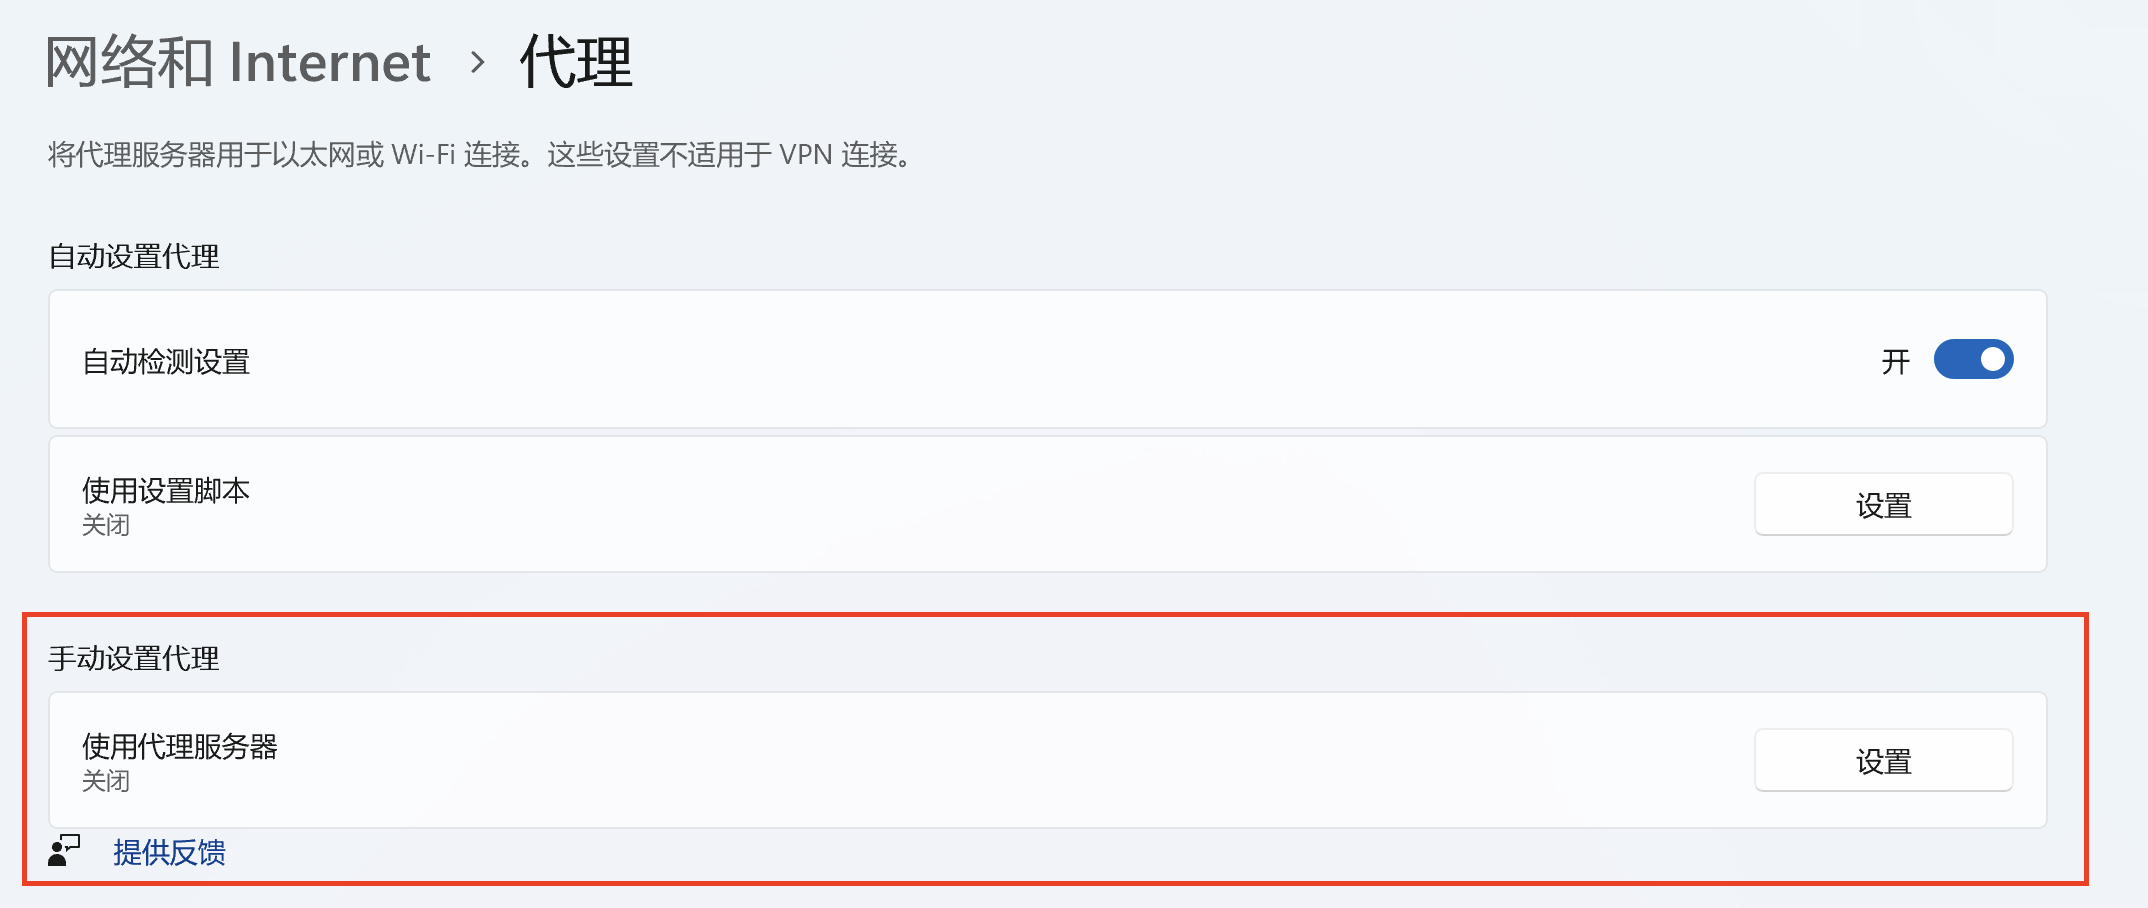 网络和 Internet › 代理
将代理服务器用于以太网或 Wi-Fi 连接。这些设置不适用于 VPN 连接。
自动设置代理
自动检测设置 开
使用设置脚本
关闭
设置
手动设置代理
使用代理服务器
关闭
设置
提供反馈